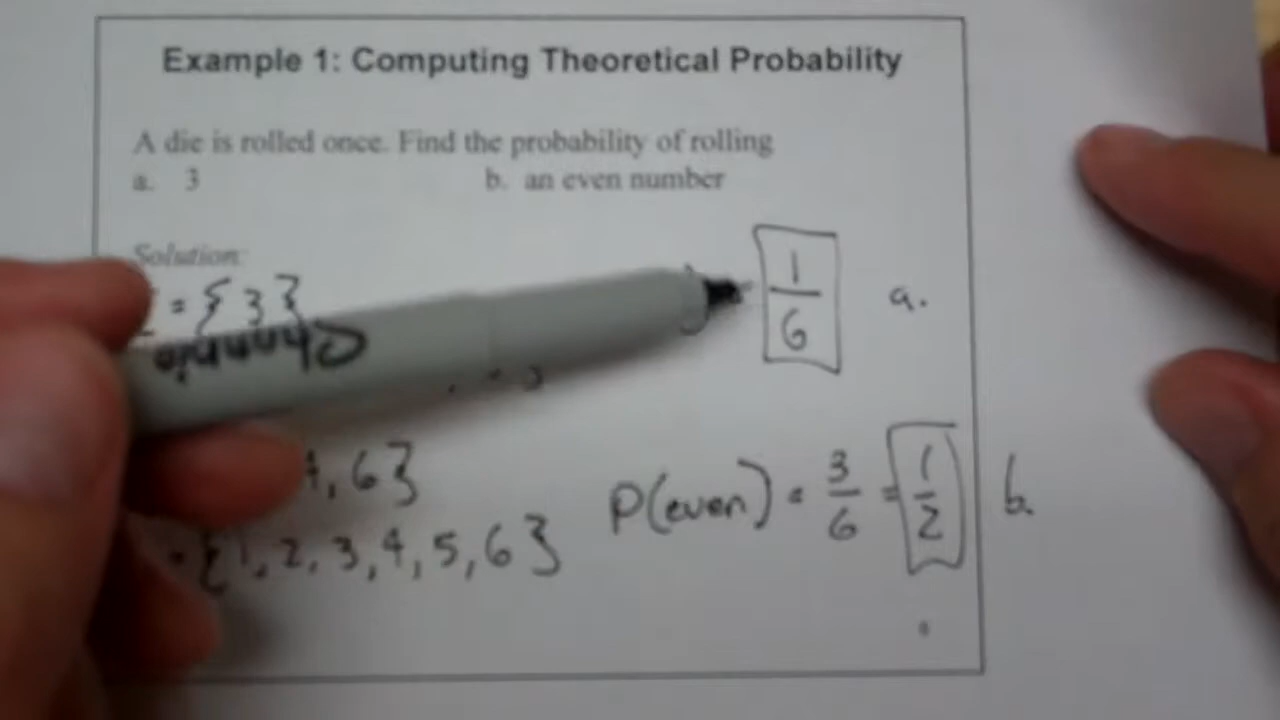 Example 1: Computing Theoretical Probability
A die is rolled once. Find the probability of rolling
a. 3 b. an even number
Solution:
= {3}
1/6 a.
4, 6}
P(even) = 3/6 = 1/2 b.
= {1, 2, 3, 4, 5, 6}
Sharpie